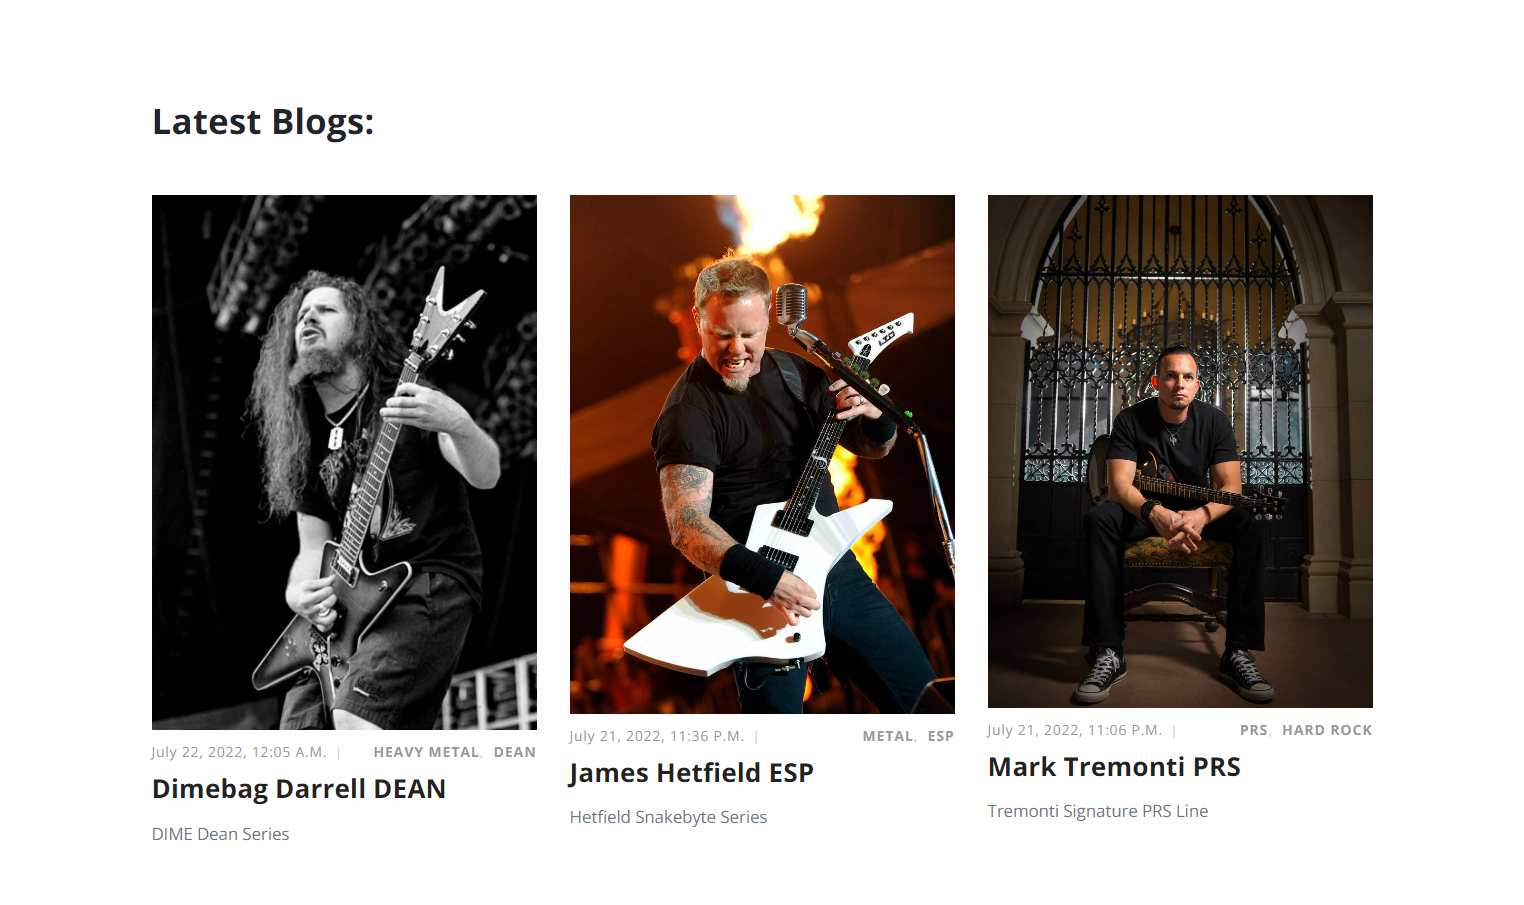 Latest Blogs:
July 22, 2022, 12:05 A.M. | HEAVY METAL, DEAN
Dimebag Darrell DEAN
DIME Dean Series
July 21, 2022, 11:36 P.M. | METAL, ESP
James Hetfield ESP
Hetfield Snakebyte Series
July 21, 2022, 11:06 P.M. | PRS, HARD ROCK
Mark Tremonti PRS
Tremonti Signature PRS Line